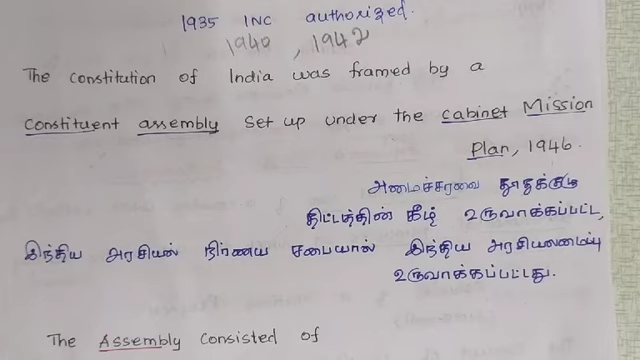 1935 INC authorized.
1940, 1942
The constitution of India was framed by a
constituent assembly set up under the cabinet Mission
Plan, 1946.
அமைச்சரவை தூதுக்குழு
திட்டத்தின் கீழ் உருவாக்கப்பட்ட,
இந்திய அரசியல் நிர்ணய சபையால் இந்திய அரசியலமைப்பு
உருவாக்கப்பட்டது.
The Assembly consisted of